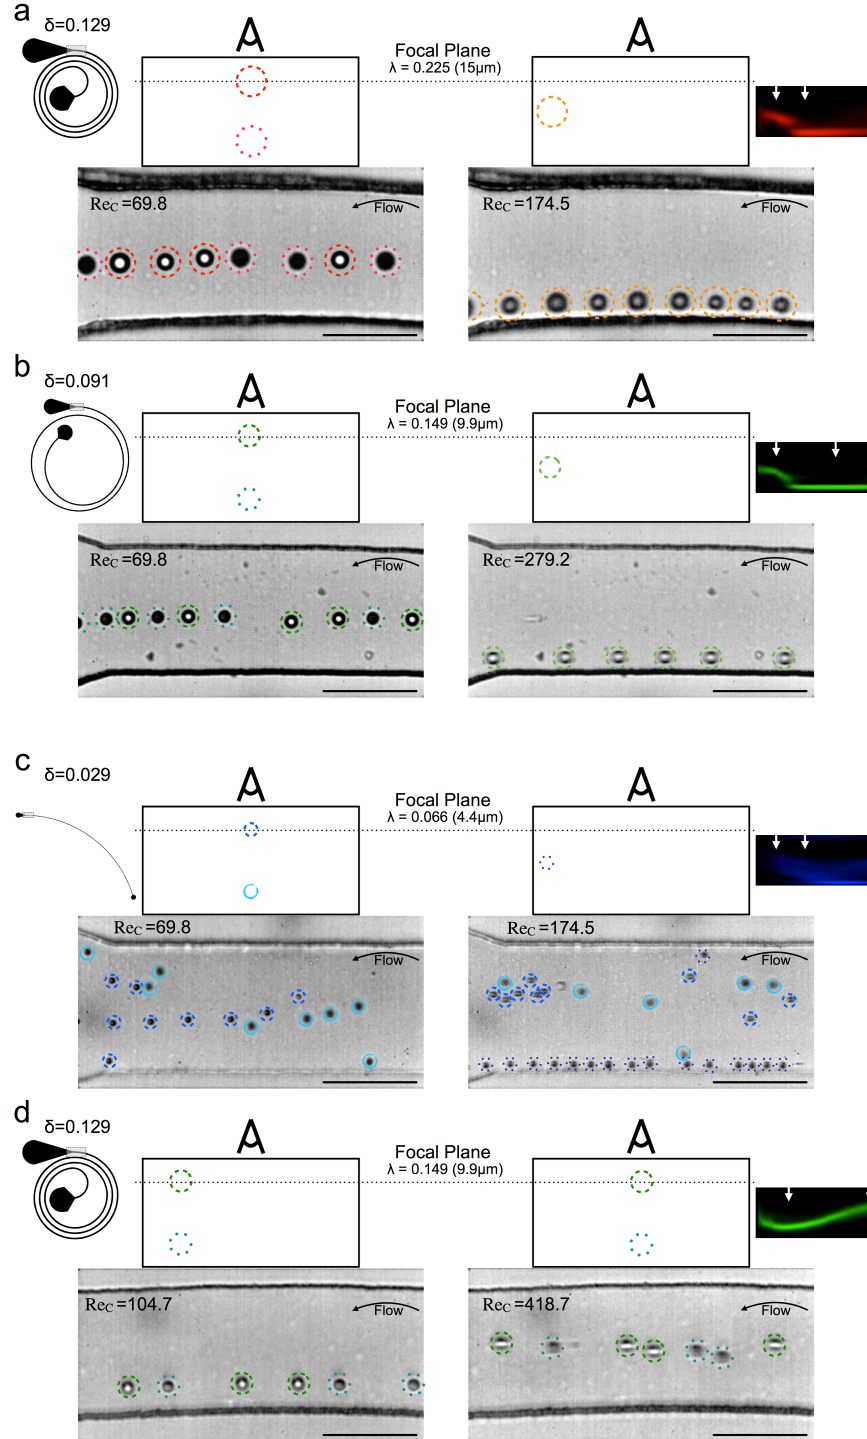 a
δ=0.129
Focal Plane
λ = 0.225 (15μm)
ReC =69.8
Flow
ReC =174.5
Flow
b
δ=0.091
Focal Plane
λ = 0.149 (9.9μm)
ReC =69.8
Flow
ReC =279.2
Flow
c
δ=0.029
Focal Plane
λ = 0.066 (4.4μm)
ReC =69.8
Flow
ReC =174.5
Flow
d
δ=0.129
Focal Plane
λ = 0.149 (9.9μm)
ReC =104.7
Flow
ReC =418.7
Flow